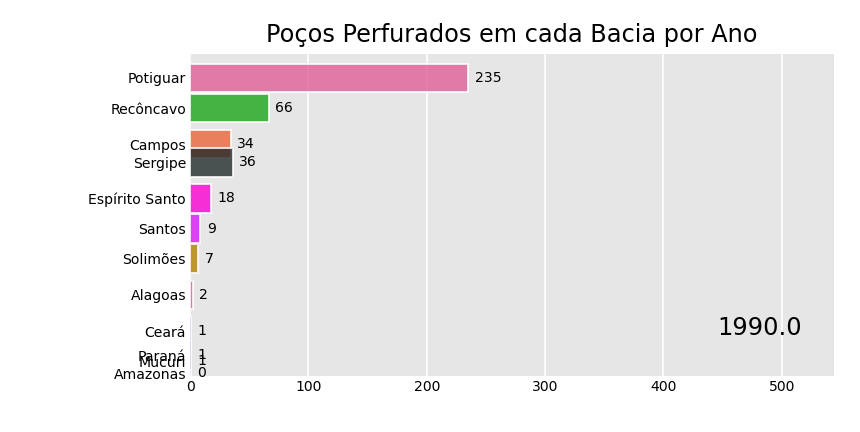 Poços Perfurados em cada Bacia por Ano
Potiguar 235
Recôncavo 66
Campos 34
Sergipe 36
Espírito Santo 18
Santos 9
Solimões 7
Alagoas 2
1990.0
Ceará 1
Paraná 1
Mucuri 1
Amazonas 0
0 100 200 300 400 500